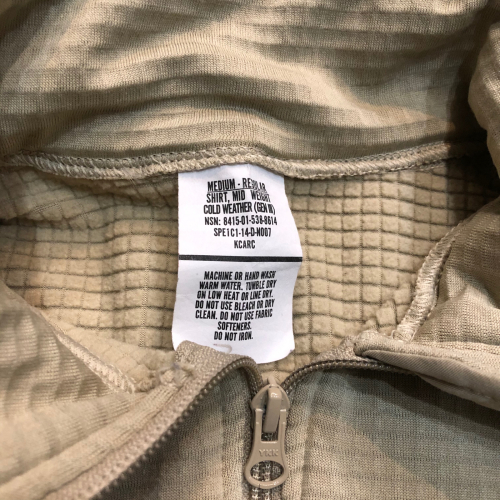 MEDIUM - REGULAR
SHIRT, MID WEIGHT
COLD WEATHER (GEN III)
NSN: 8415-01-538-6614
SPE1C1-14-D-N007
KCARC
MACHINE OR HAND WASH
WARM WATER. TUMBLE DRY
ON LOW HEAT OR LINE DRY.
DO NOT USE BLEACH OR DRY
CLEAN. DO NOT USE FABRIC
SOFTENERS.
DO NOT IRON.
YKK